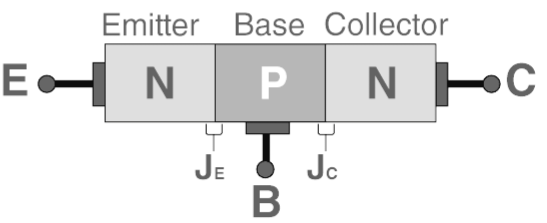 Emitter Base Collector
E N P N C
JE JC
B